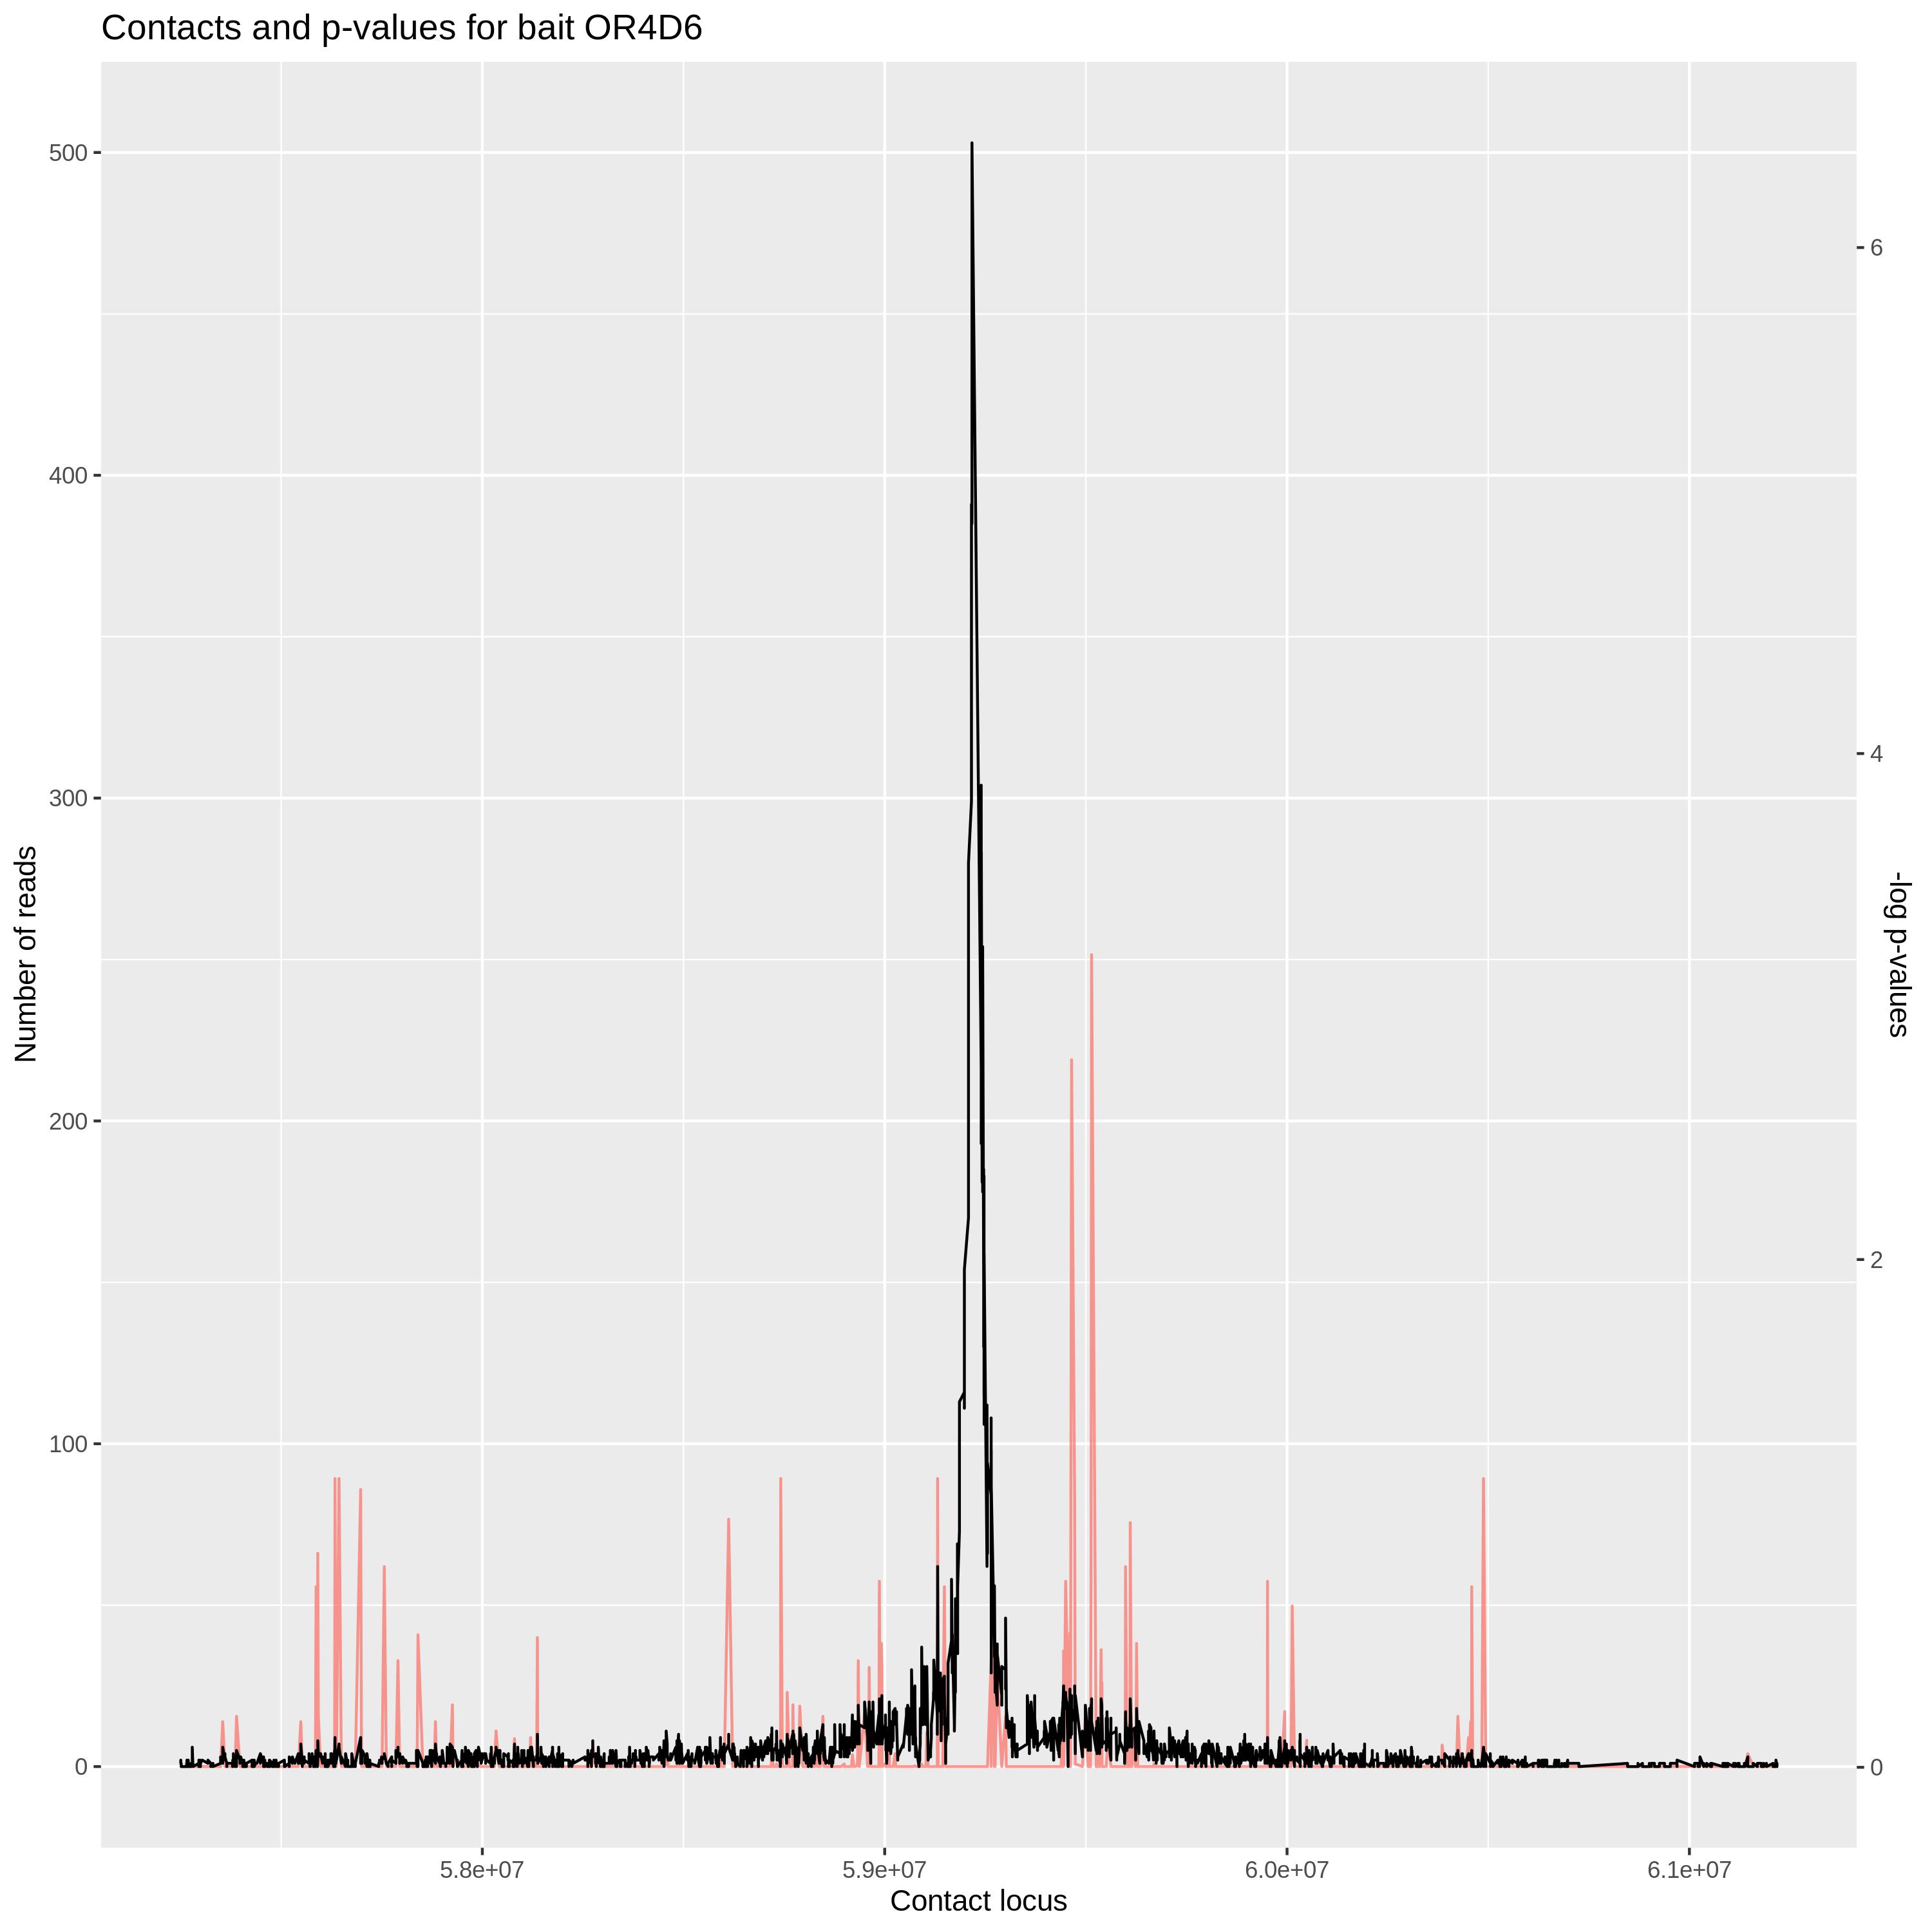 Contacts and p-values for bait OR4D6
500
400
300
200
100
0
Number of reads
6
4
2
0
-log p-values
5.8e+07
5.9e+07
6.0e+07
6.1e+07
Contact locus